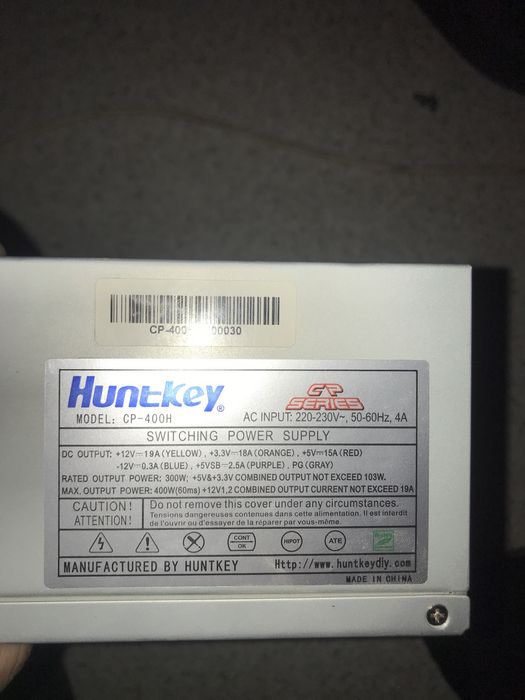 CP-400 00030
Huntkey®
CP SERIES
MODEL: CP-400H
AC INPUT: 220-230V~, 50-60Hz, 4A
SWITCHING POWER SUPPLY
DC OUTPUT: +12V⎓19A(YELLOW), +3.3V⎓18A(ORANGE), +5V⎓15A(RED)
-12V⎓0.3A(BLUE), +5VSB⎓2.5A(PURPLE), PG(GRAY)
RATED OUTPUT POWER: 300W; +5V&+3.3V COMBINED OUTPUT NOT EXCEED 103W.
MAX. OUTPUT POWER: 400W(60ms) +12V1,2 COMBINED OUTPUT CURRENT NOT EXCEED 19A
CAUTION!
ATTENTION!
Do not remove this cover under any circumstances.
Tensions dangereuses contenues dans cette alimentation. Il est interdit
de l'ouvrir ou d'essayer de la réparer par vous-même.
CONT OK
HIPOT
ATE
MANUFACTURED BY HUNTKEY
Http://www.huntkeydiy.com
MADE IN CHINA